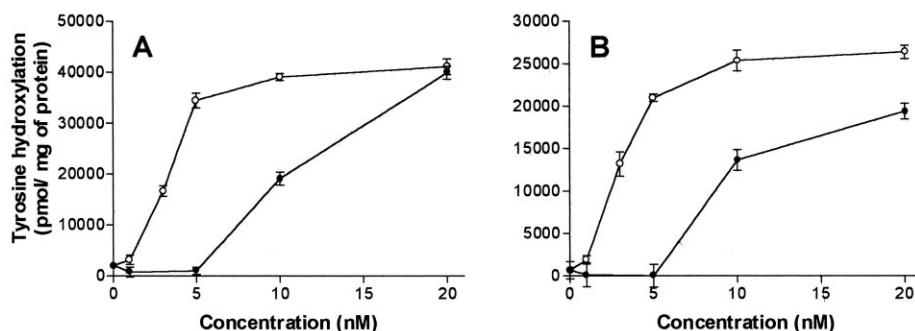 A
B
Tyrosine hydroxylation
(pmol/ mg of protein)
50000
40000
30000
20000
10000
0
0 5 10 15 20
Concentration (nM)
30000
25000
20000
15000
10000
5000
0
0 5 10 15 20
Concentration (nM)